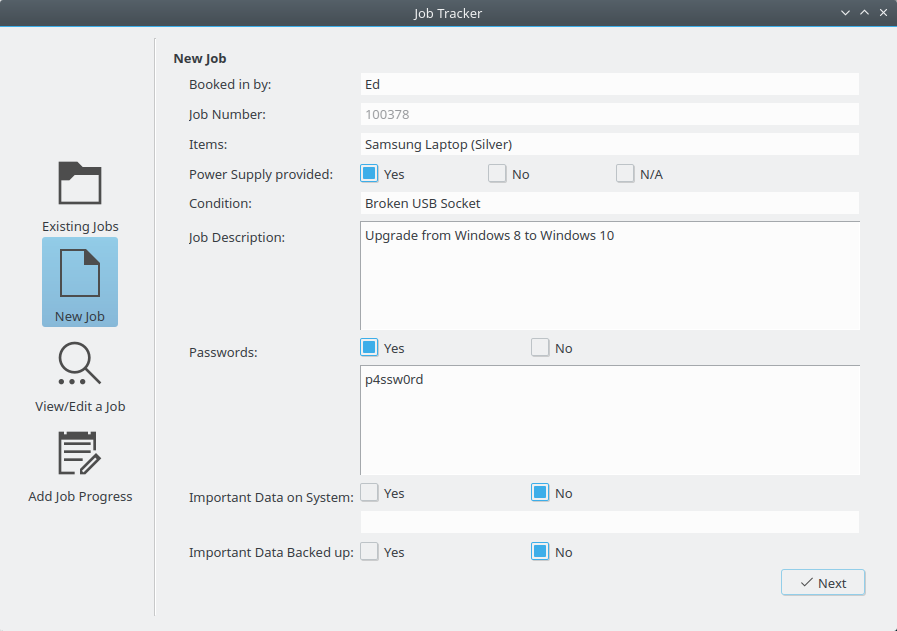 Job Tracker
New Job
Booked in by: Ed
Job Number: 100378
Items: Samsung Laptop (Silver)
Power Supply provided: Yes No N/A
Condition: Broken USB Socket
Job Description: Upgrade from Windows 8 to Windows 10
Passwords: Yes No
p4ssw0rd
Important Data on System: Yes No
Important Data Backed up: Yes No
Next
Existing Jobs
New Job
View/Edit a Job
Add Job Progress